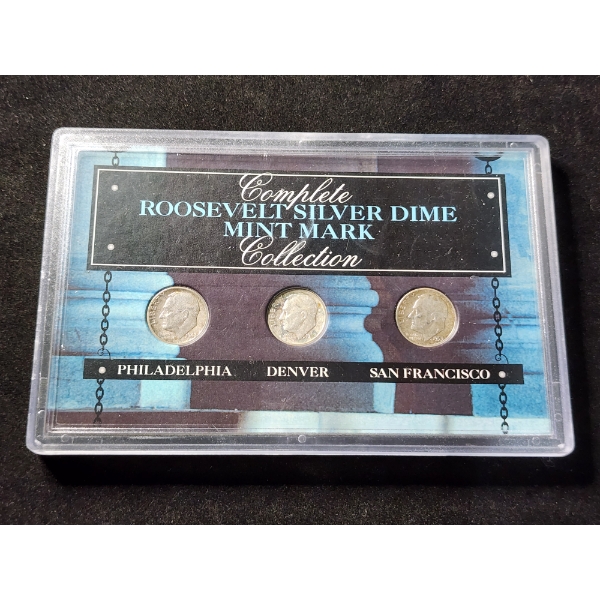 Complete
ROOSEVELT SILVER DIME
MINT MARK
Collection
PHILADELPHIA DENVER SAN FRANCISCO